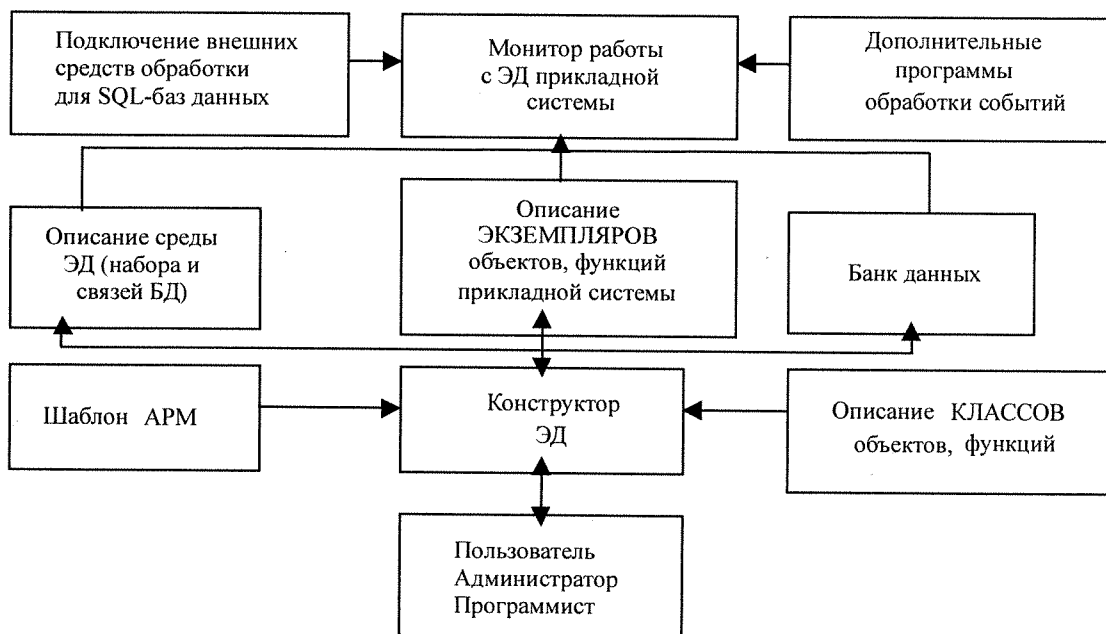 Подключение внешних
средств обработки
для SQL-баз данных
Монитор работы
с ЭД прикладной
системы
Дополнительные
программы
обработки событий
Описание среды
ЭД (набора и
связей БД)
Описание
ЭКЗЕМПЛЯРОВ
объектов, функций
прикладной системы
Банк данных
Шаблон АРМ
Конструктор
ЭД
Описание КЛАССОВ
объектов, функций
Пользователь
Администратор
Программист